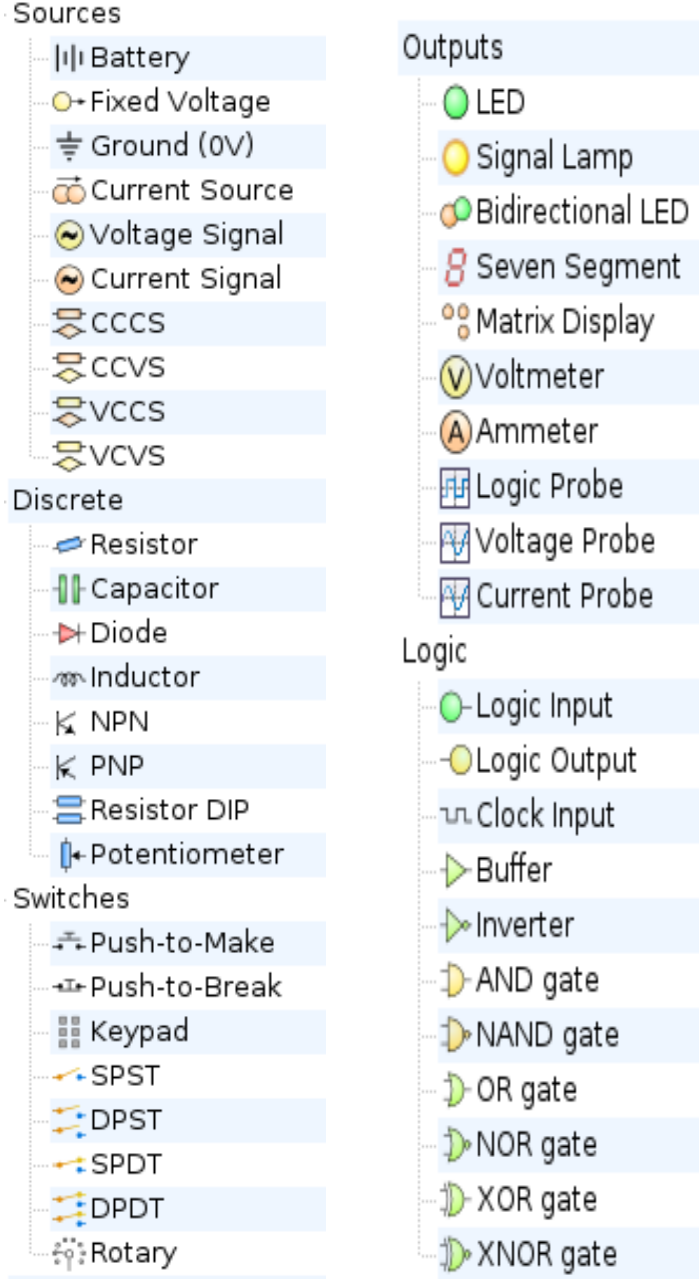 Sources
Battery
Fixed Voltage
Ground (0V)
Current Source
Voltage Signal
Current Signal
CCCS
CCVS
VCCS
VCVS
Discrete
Resistor
Capacitor
Diode
Inductor
NPN
PNP
Resistor DIP
Potentiometer
Switches
Push-to-Make
Push-to-Break
Keypad
SPST
DPST
SPDT
DPDT
Rotary
Outputs
LED
Signal Lamp
Bidirectional LED
Seven Segment
Matrix Display
V Voltmeter
A Ammeter
Logic Probe
Voltage Probe
Current Probe
Logic
Logic Input
Logic Output
Clock Input
Buffer
Inverter
AND gate
NAND gate
OR gate
NOR gate
XOR gate
XNOR gate